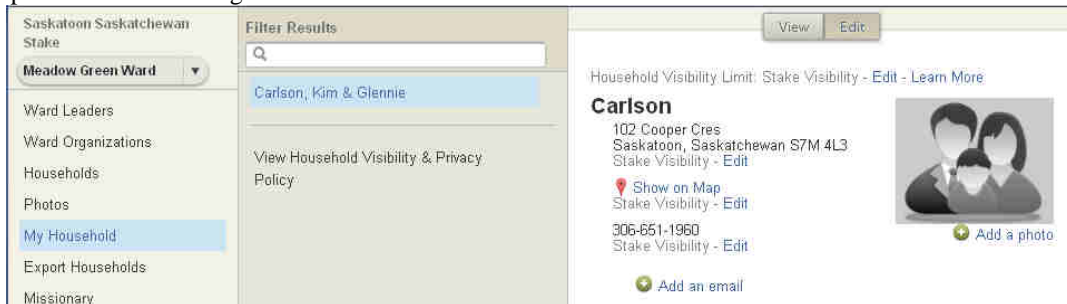 Saskatoon Saskatchewan
Stake
Meadow Green Ward
Ward Leaders
Ward Organizations
Households
Photos
My Household
Export Households
Missionary
Filter Results
Carlson, Kim & Glennie
View Household Visibility & Privacy
Policy
View Edit
Household Visibility Limit: Stake Visibility - Edit - Learn More
Carlson
102 Cooper Cres
Saskatoon, Saskatchewan S7M 4L3
Stake Visibility - Edit
Show on Map
Stake Visibility - Edit
306-651-1960
Stake Visibility - Edit
Add an email
Add a photo